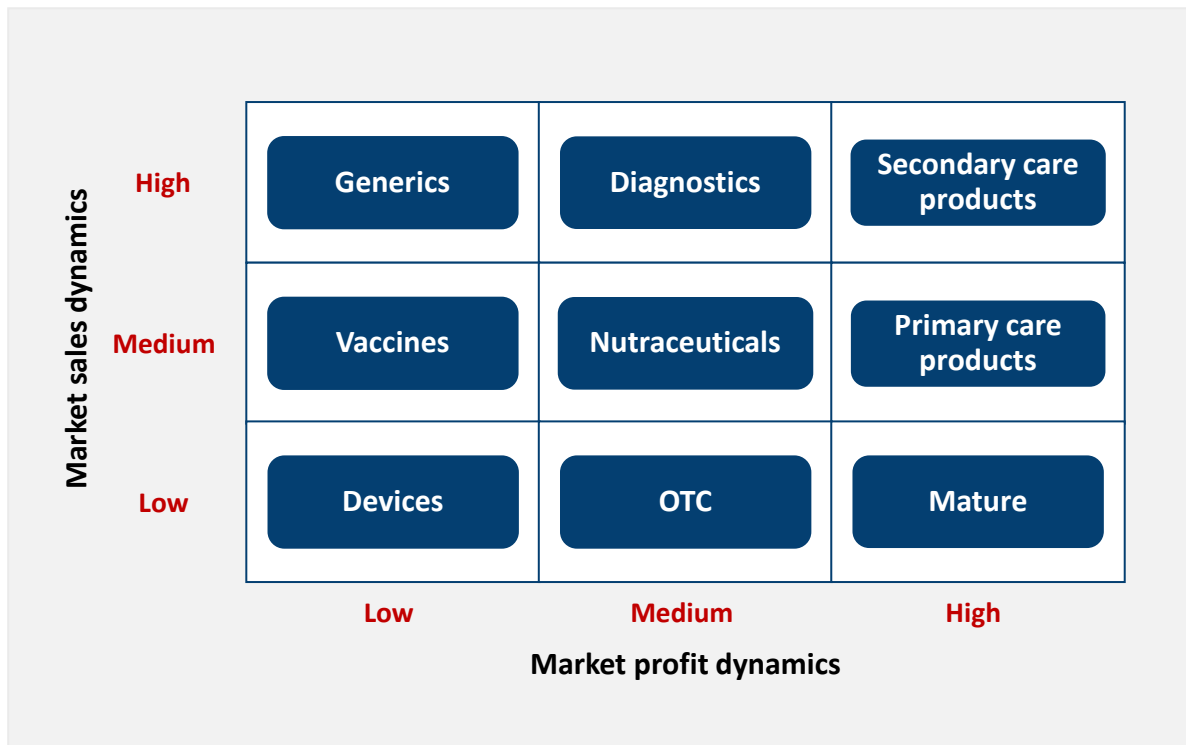 Market sales dynamics
High
Generics
Diagnostics
Secondary care
products
Medium
Vaccines
Nutraceuticals
Primary care
products
Low
Devices
OTC
Mature
Low
Medium
High
Market profit dynamics